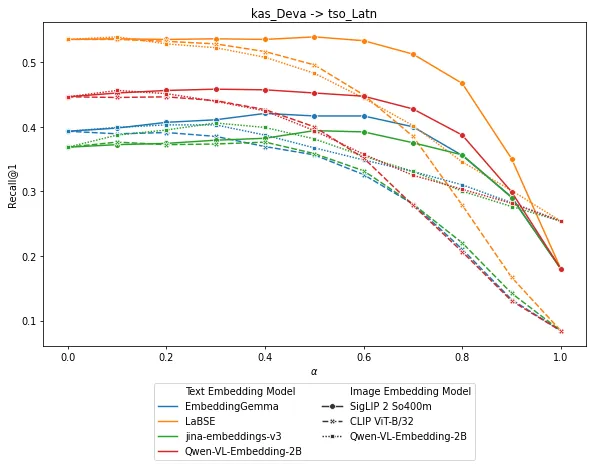 kas_Deva -> tso_Latn
Recall@1
0.5
0.4
0.3
0.2
0.1
0.0 0.2 0.4 0.6 0.8 1.0
α
Text Embedding Model Image Embedding Model
EmbeddingGemma SigLIP 2 So400m
LaBSE CLIP ViT-B/32
jina-embeddings-v3 Qwen-VL-Embedding-2B
Qwen-VL-Embedding-2B